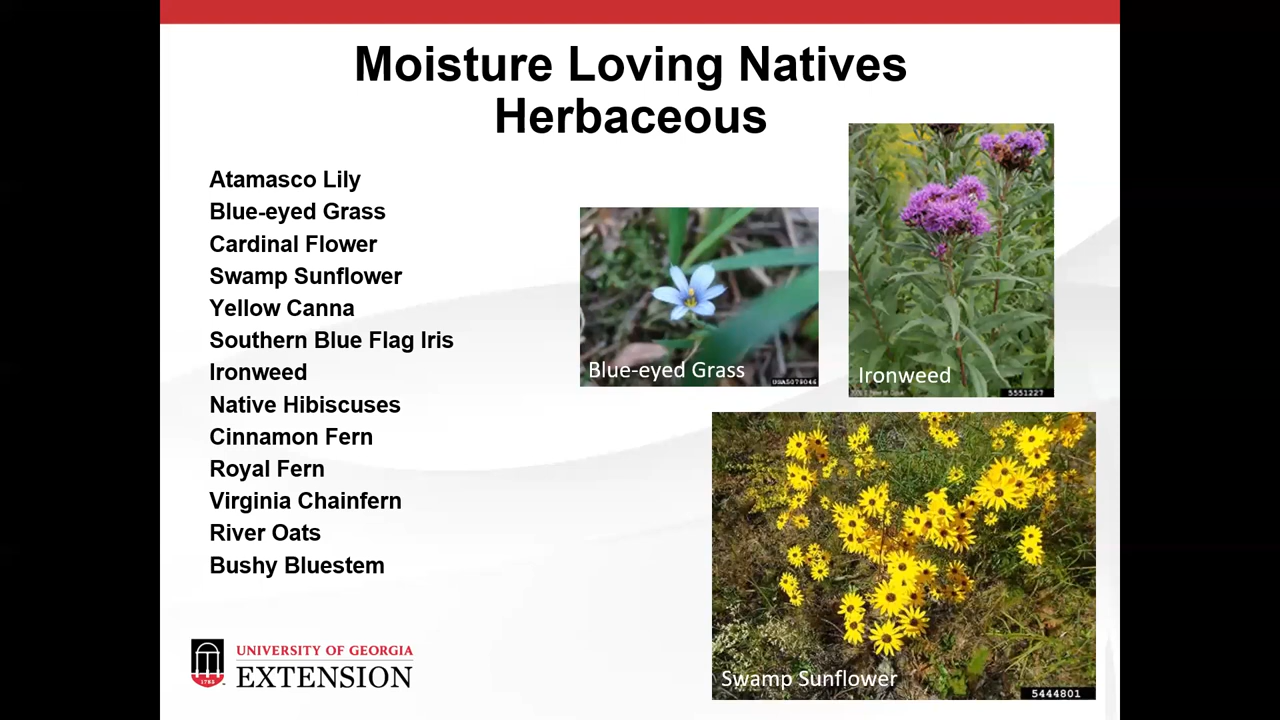 Moisture Loving Natives
Herbaceous
Atamasco Lily
Blue-eyed Grass
Cardinal Flower
Swamp Sunflower
Yellow Canna
Southern Blue Flag Iris
Ironweed
Native Hibiscuses
Cinnamon Fern
Royal Fern
Virginia Chainfern
River Oats
Bushy Bluestem
Blue-eyed Grass
Ironweed
5551227
Swamp Sunflower
5444801
1785
UNIVERSITY OF GEORGIA
EXTENSION